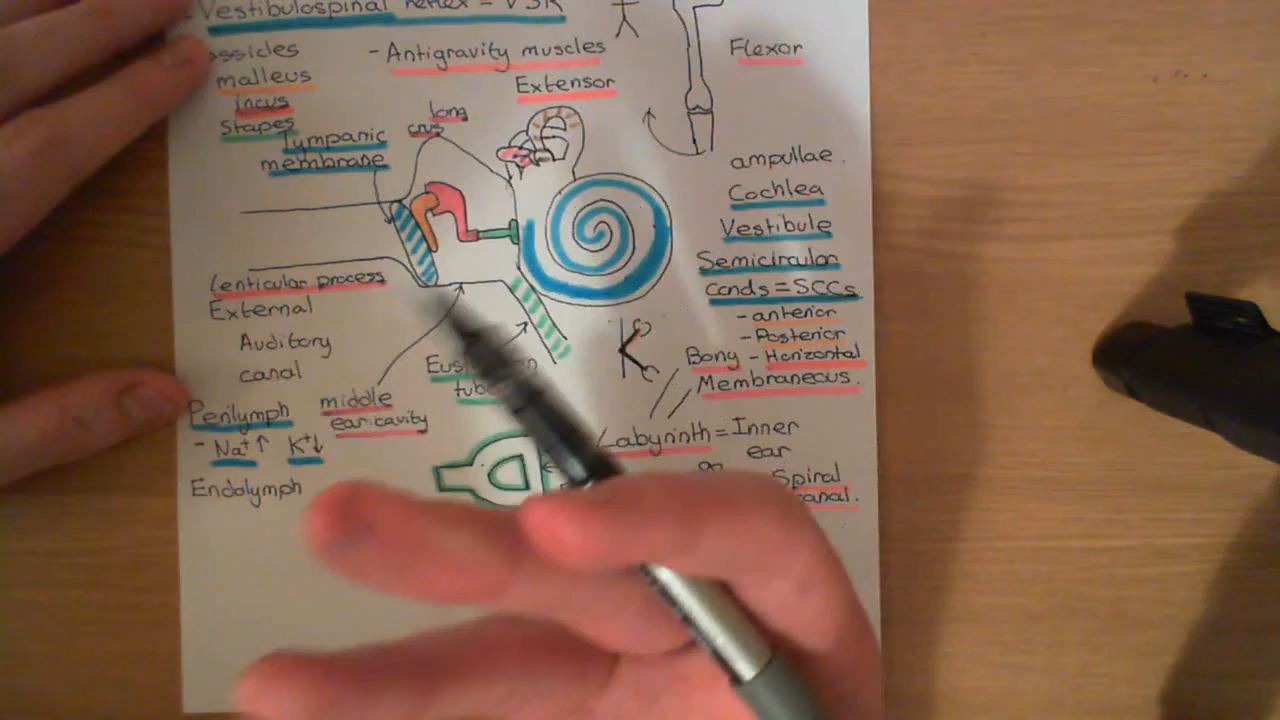 Vestibulospinal reflex = VSR
ossicles
malleus
incus
stapes
- Antigravity muscles
Extensor
Flexor
long
crus
Tympanic
membrane
ampullae.
Cochlea
Vestibule
Semicircular
canals = SCCs
- anterior
- Posterior
- Horizontal
Bony
Membraneous.
lenticular process
External
Auditory
canal
middle
ear cavity
Perilymph
- Na+↑ K+↓
Endolymph
Labyrinth = Inner
ear
Spiral
canal.